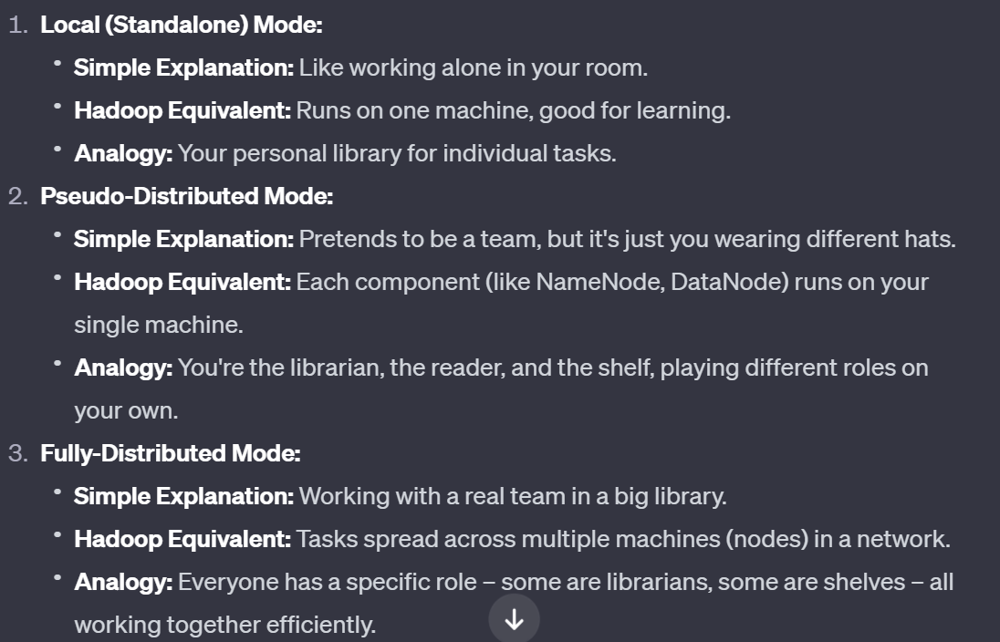 1. Local (Standalone) Mode:
• Simple Explanation: Like working alone in your room.
• Hadoop Equivalent: Runs on one machine, good for learning.
• Analogy: Your personal library for individual tasks.
2. Pseudo-Distributed Mode:
• Simple Explanation: Pretends to be a team, but it's just you wearing different hats.
• Hadoop Equivalent: Each component (like NameNode, DataNode) runs on your
single machine.
• Analogy: You're the librarian, the reader, and the shelf, playing different roles on
your own.
3. Fully-Distributed Mode:
• Simple Explanation: Working with a real team in a big library.
• Hadoop Equivalent: Tasks spread across multiple machines (nodes) in a network.
• Analogy: Everyone has a specific role – some are librarians, some are shelves – all
working together efficiently.